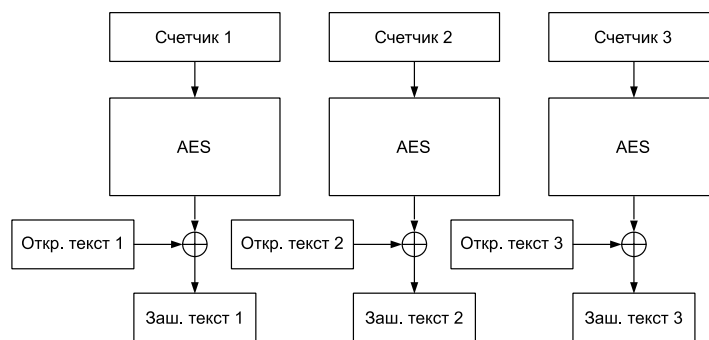 Счетчик 1
Счетчик 2
Счетчик 3
AES
AES
AES
Откр. текст 1
Откр. текст 2
Откр. текст 3
Заш. текст 1
Заш. текст 2
Заш. текст 3